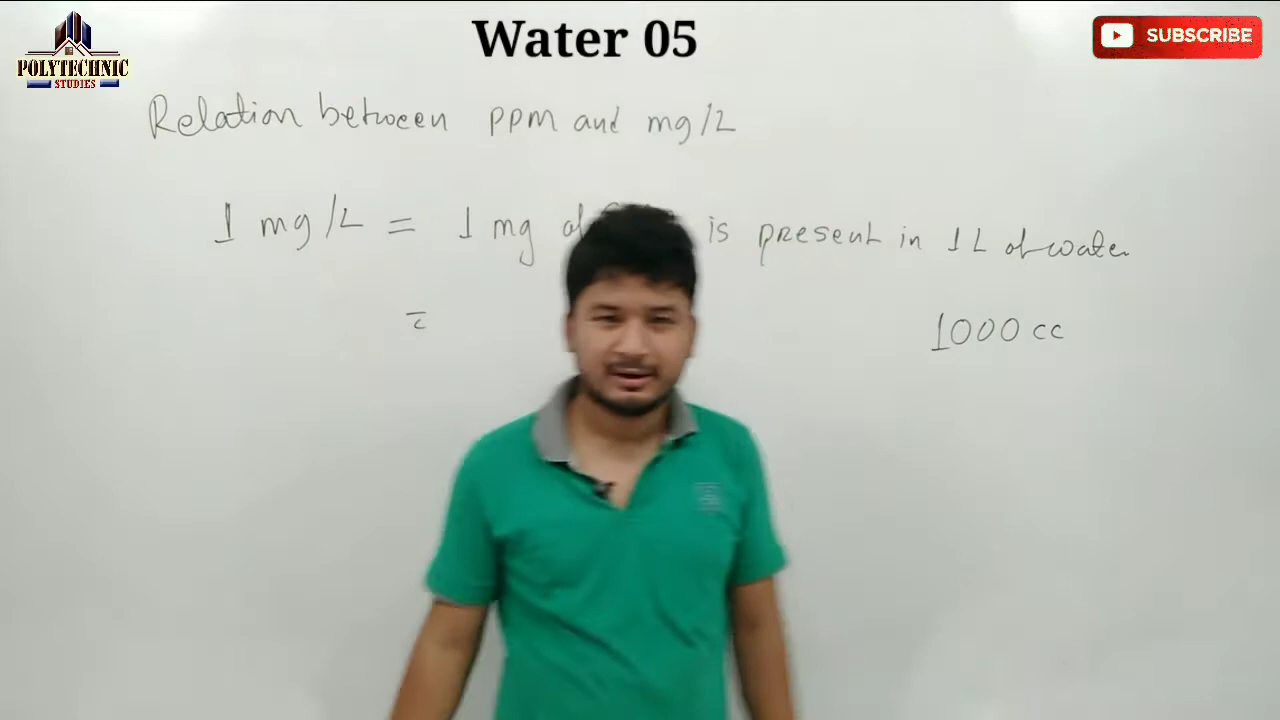 Water 05
POLYTECHNIC
STUDIES
SUBSCRIBE
Relation between ppm and mg/L
1 mg/L = 1 mg of is present in 1 L of water
=
1000 cc